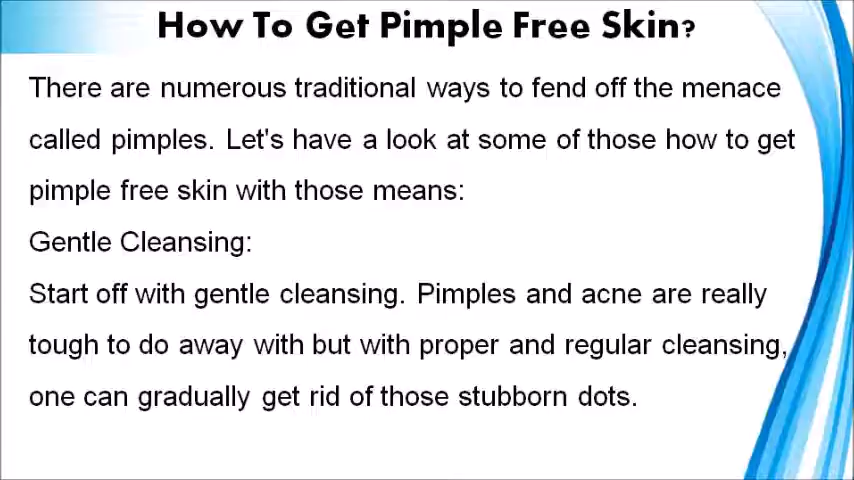 How To Get Pimple Free Skin?
There are numerous traditional ways to fend off the menace
called pimples. Let's have a look at some of those how to get
pimple free skin with those means:
Gentle Cleansing:
Start off with gentle cleansing. Pimples and acne are really
tough to do away with but with proper and regular cleansing,
one can gradually get rid of those stubborn dots.